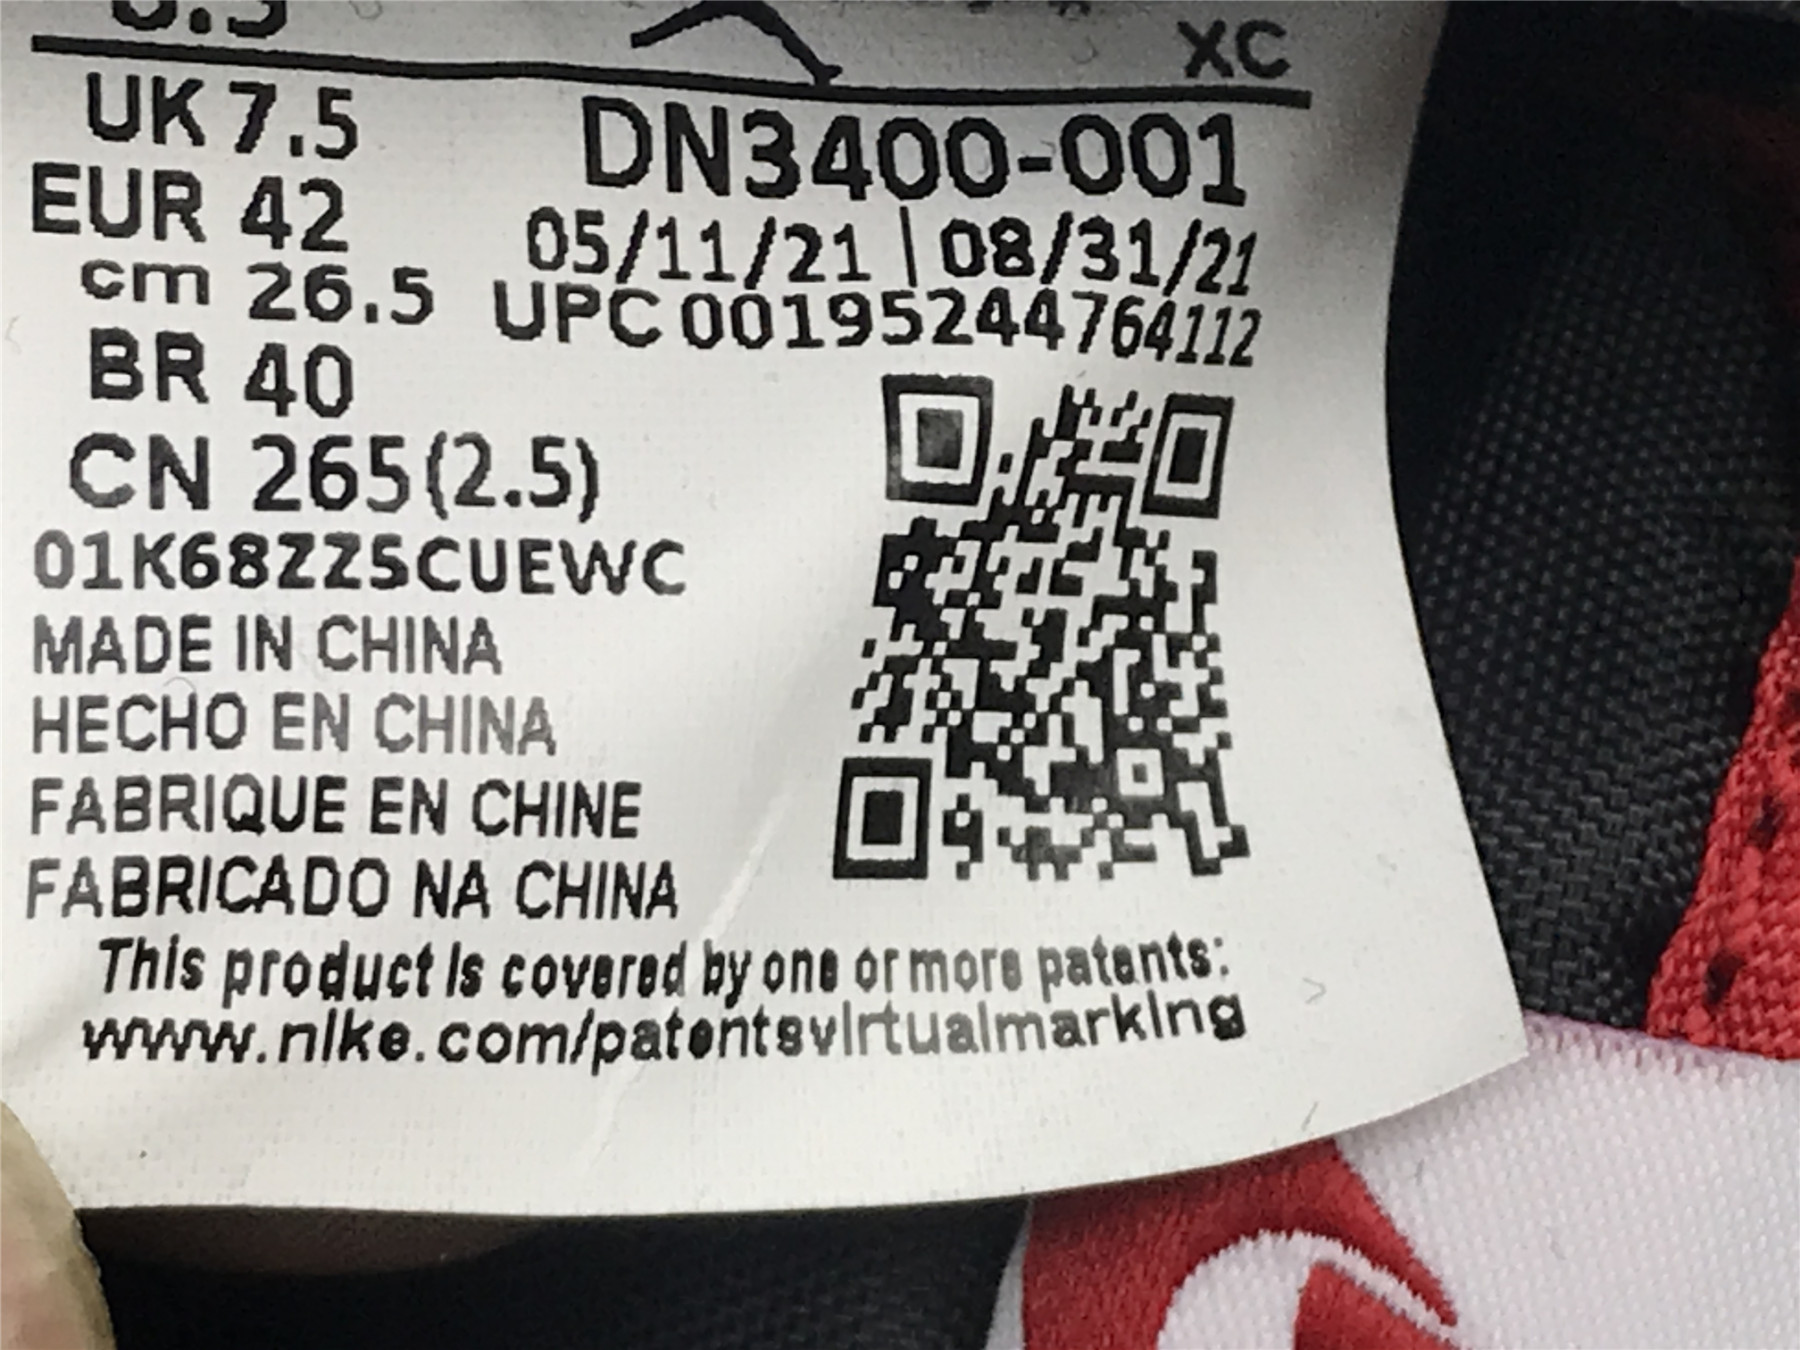 8.5
XC
UK 7.5
DN3400-001
EUR 42
05/11/21 | 08/31/21
cm 26.5
UPC 00195244764112
BR 40
CN 265(2.5)
01K68ZZ5CUEWC
MADE IN CHINA
HECHO EN CHINA
FABRIQUE EN CHINE
FABRICADO NA CHINA
This product is covered by one or more patents:
www.nike.com/patentsvirtualmarking